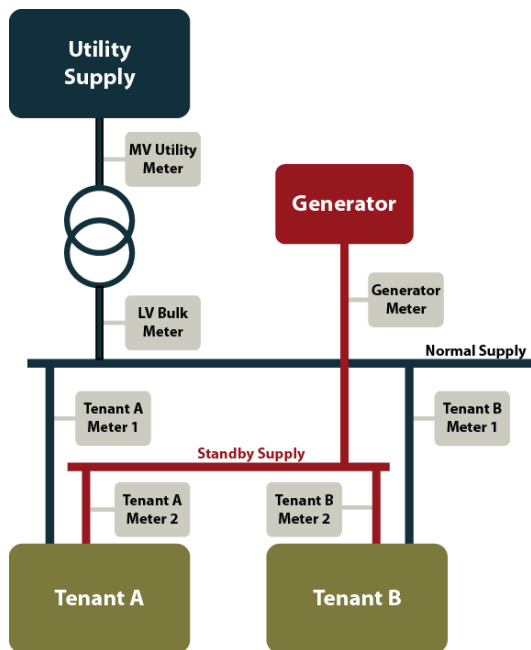 Utility
Supply
MV Utility
Meter
Generator
Generator
Meter
LV Bulk
Meter
Normal Supply
Tenant A
Meter 1
Tenant B
Meter 1
Standby Supply
Tenant A
Meter 2
Tenant B
Meter 2
Tenant A
Tenant B